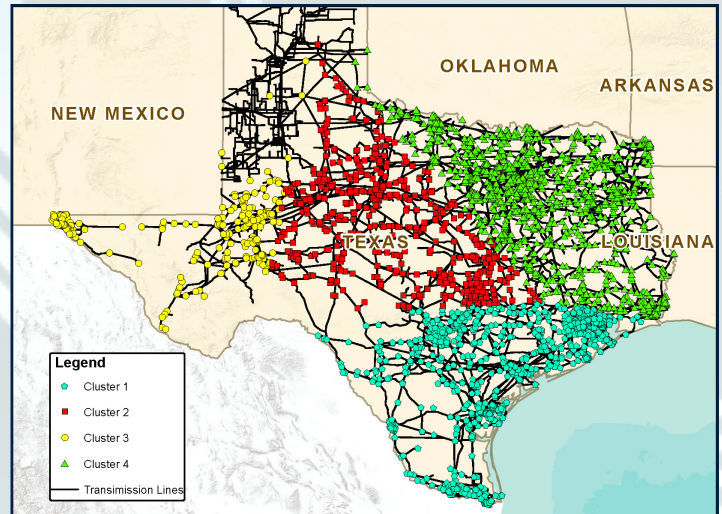 OKLAHOMA
ARKANSAS
NEW MEXICO
TEXAS
LOUISIANA
Legend
Cluster 1
Cluster 2
Cluster 3
Cluster 4
Transimission Lines